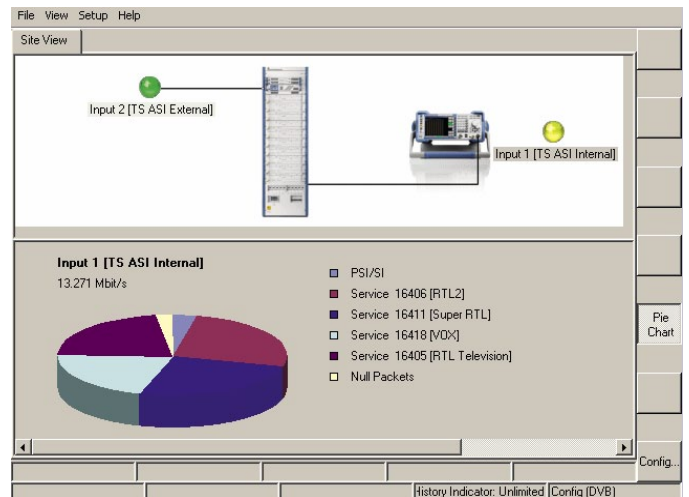 File View Setup Help
Site View
Input 2 [TS ASI External]
Input 1 [TS ASI Internal]
Input 1 [TS ASI Internal]
13.271 Mbit/s
PSI/SI
Service 16406 [RTL2]
Service 16411 [Super RTL]
Service 16418 [VOX]
Service 16405 [RTL Television]
Null Packets
Pie
Chart
Config...
History Indicator: Unlimited Config [DVB]